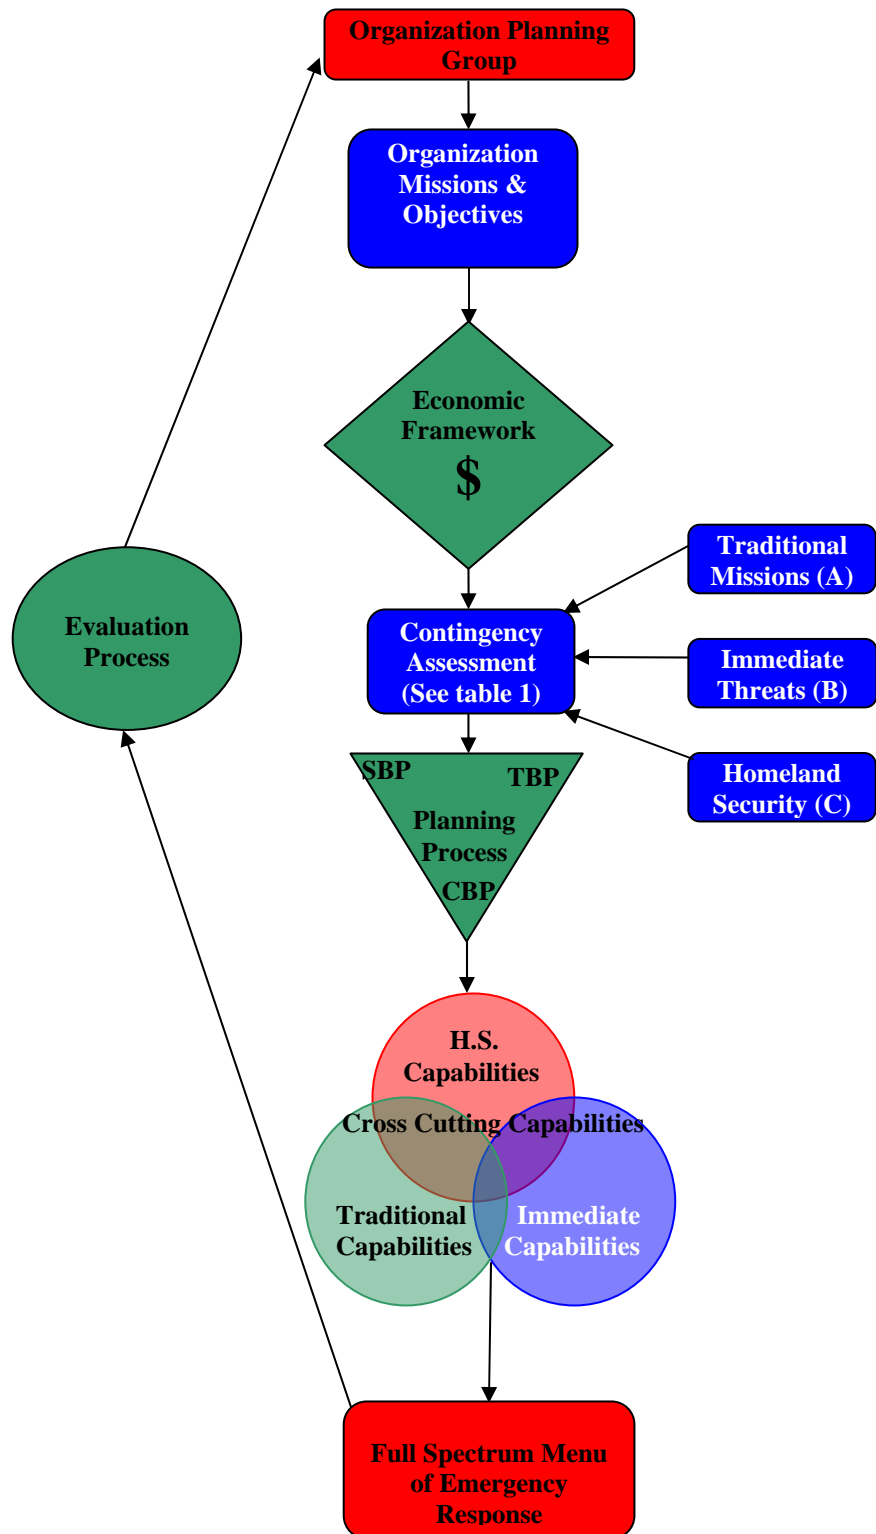 Organization Planning
Group
Organization
Missions &
Objectives
Economic
Framework
$
Traditional
Missions (A)
Evaluation
Process
Contingency
Assessment
(See table 1)
Immediate
Threats (B)
Homeland
Security (C)
SBP
TBP
Planning
Process
CBP
H.S.
Capabilities
Cross Cutting Capabilities
Traditional
Capabilities
Immediate
Capabilities
Full Spectrum Menu
of Emergency
Response